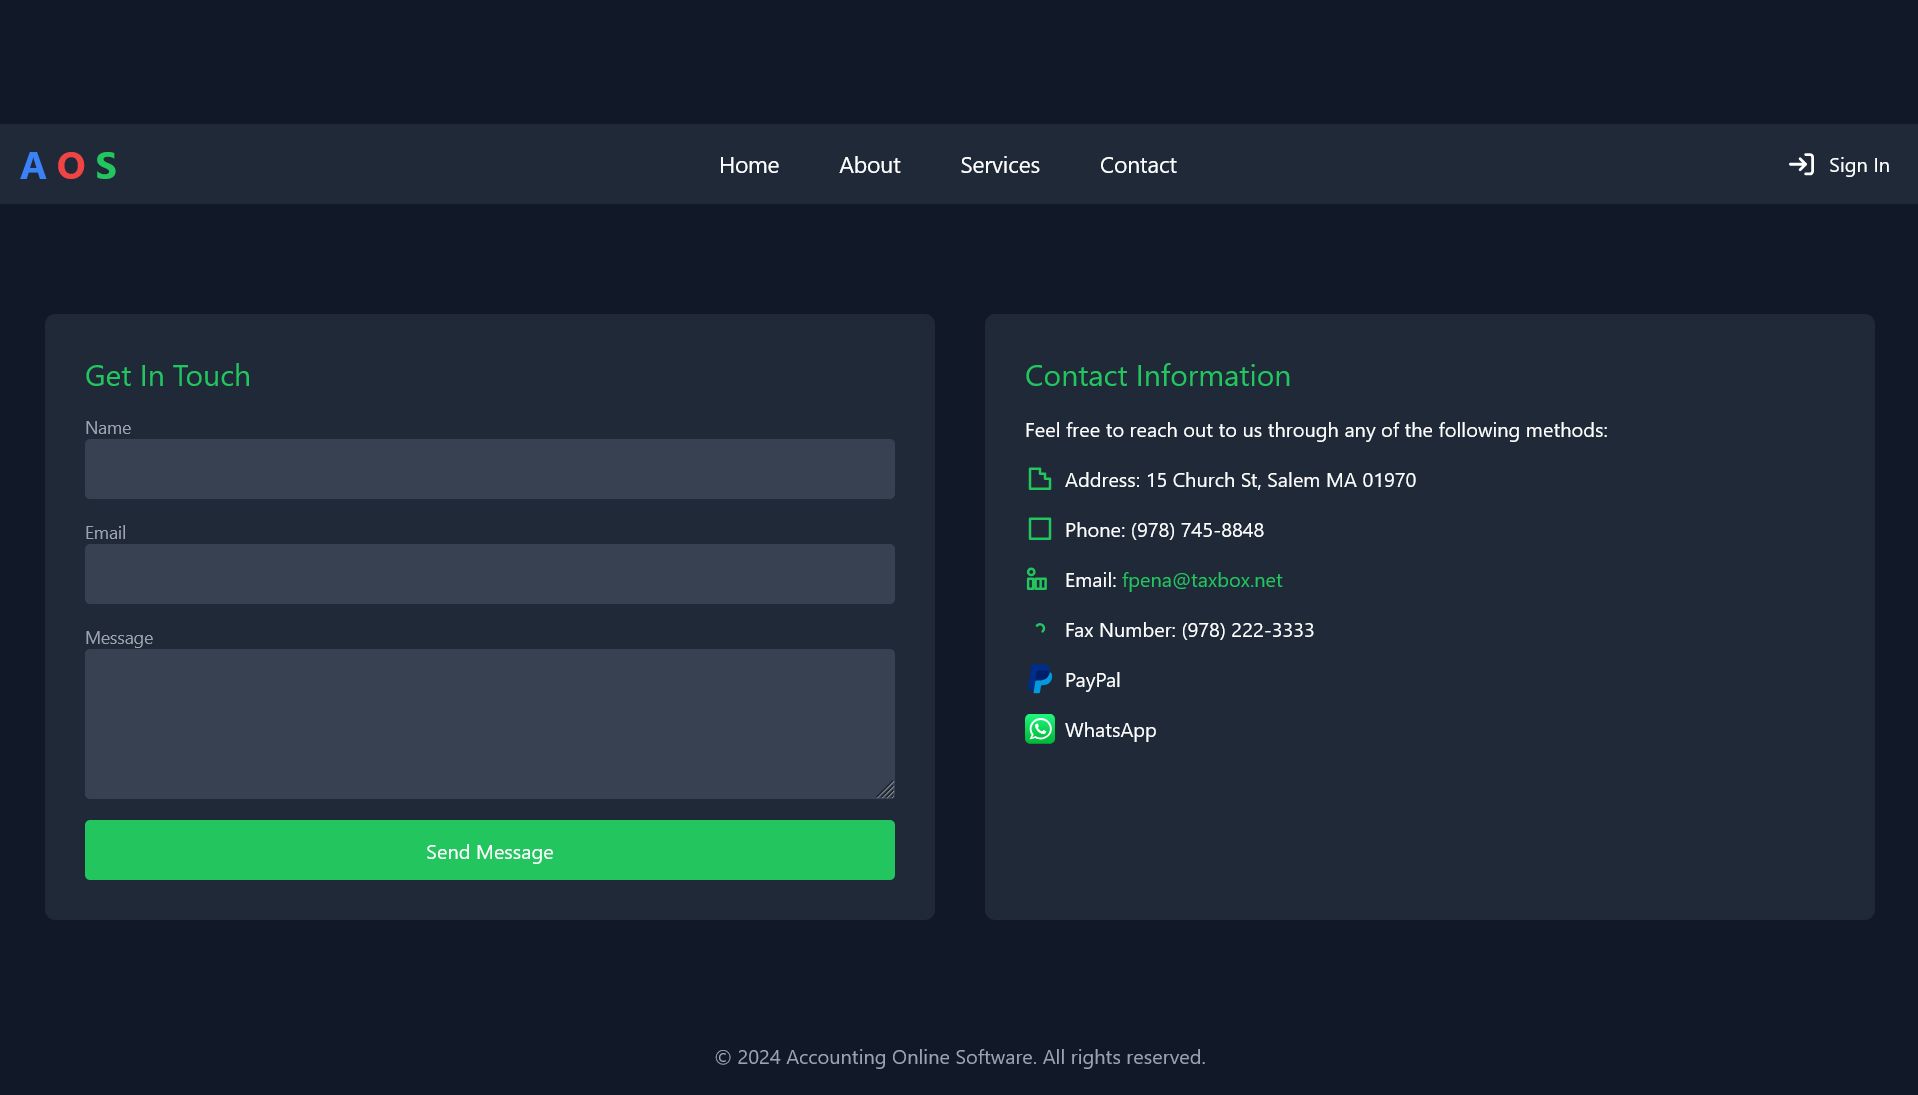 A O S
Home About Services Contact
Sign In
Get In Touch
Name
Email
Message
Send Message
Contact Information
Feel free to reach out to us through any of the following methods:
Address: 15 Church St, Salem MA 01970
Phone: (978) 745-8848
Email: fpena@taxbox.net
Fax Number: (978) 222-3333
PayPal
WhatsApp
© 2024 Accounting Online Software. All rights reserved.